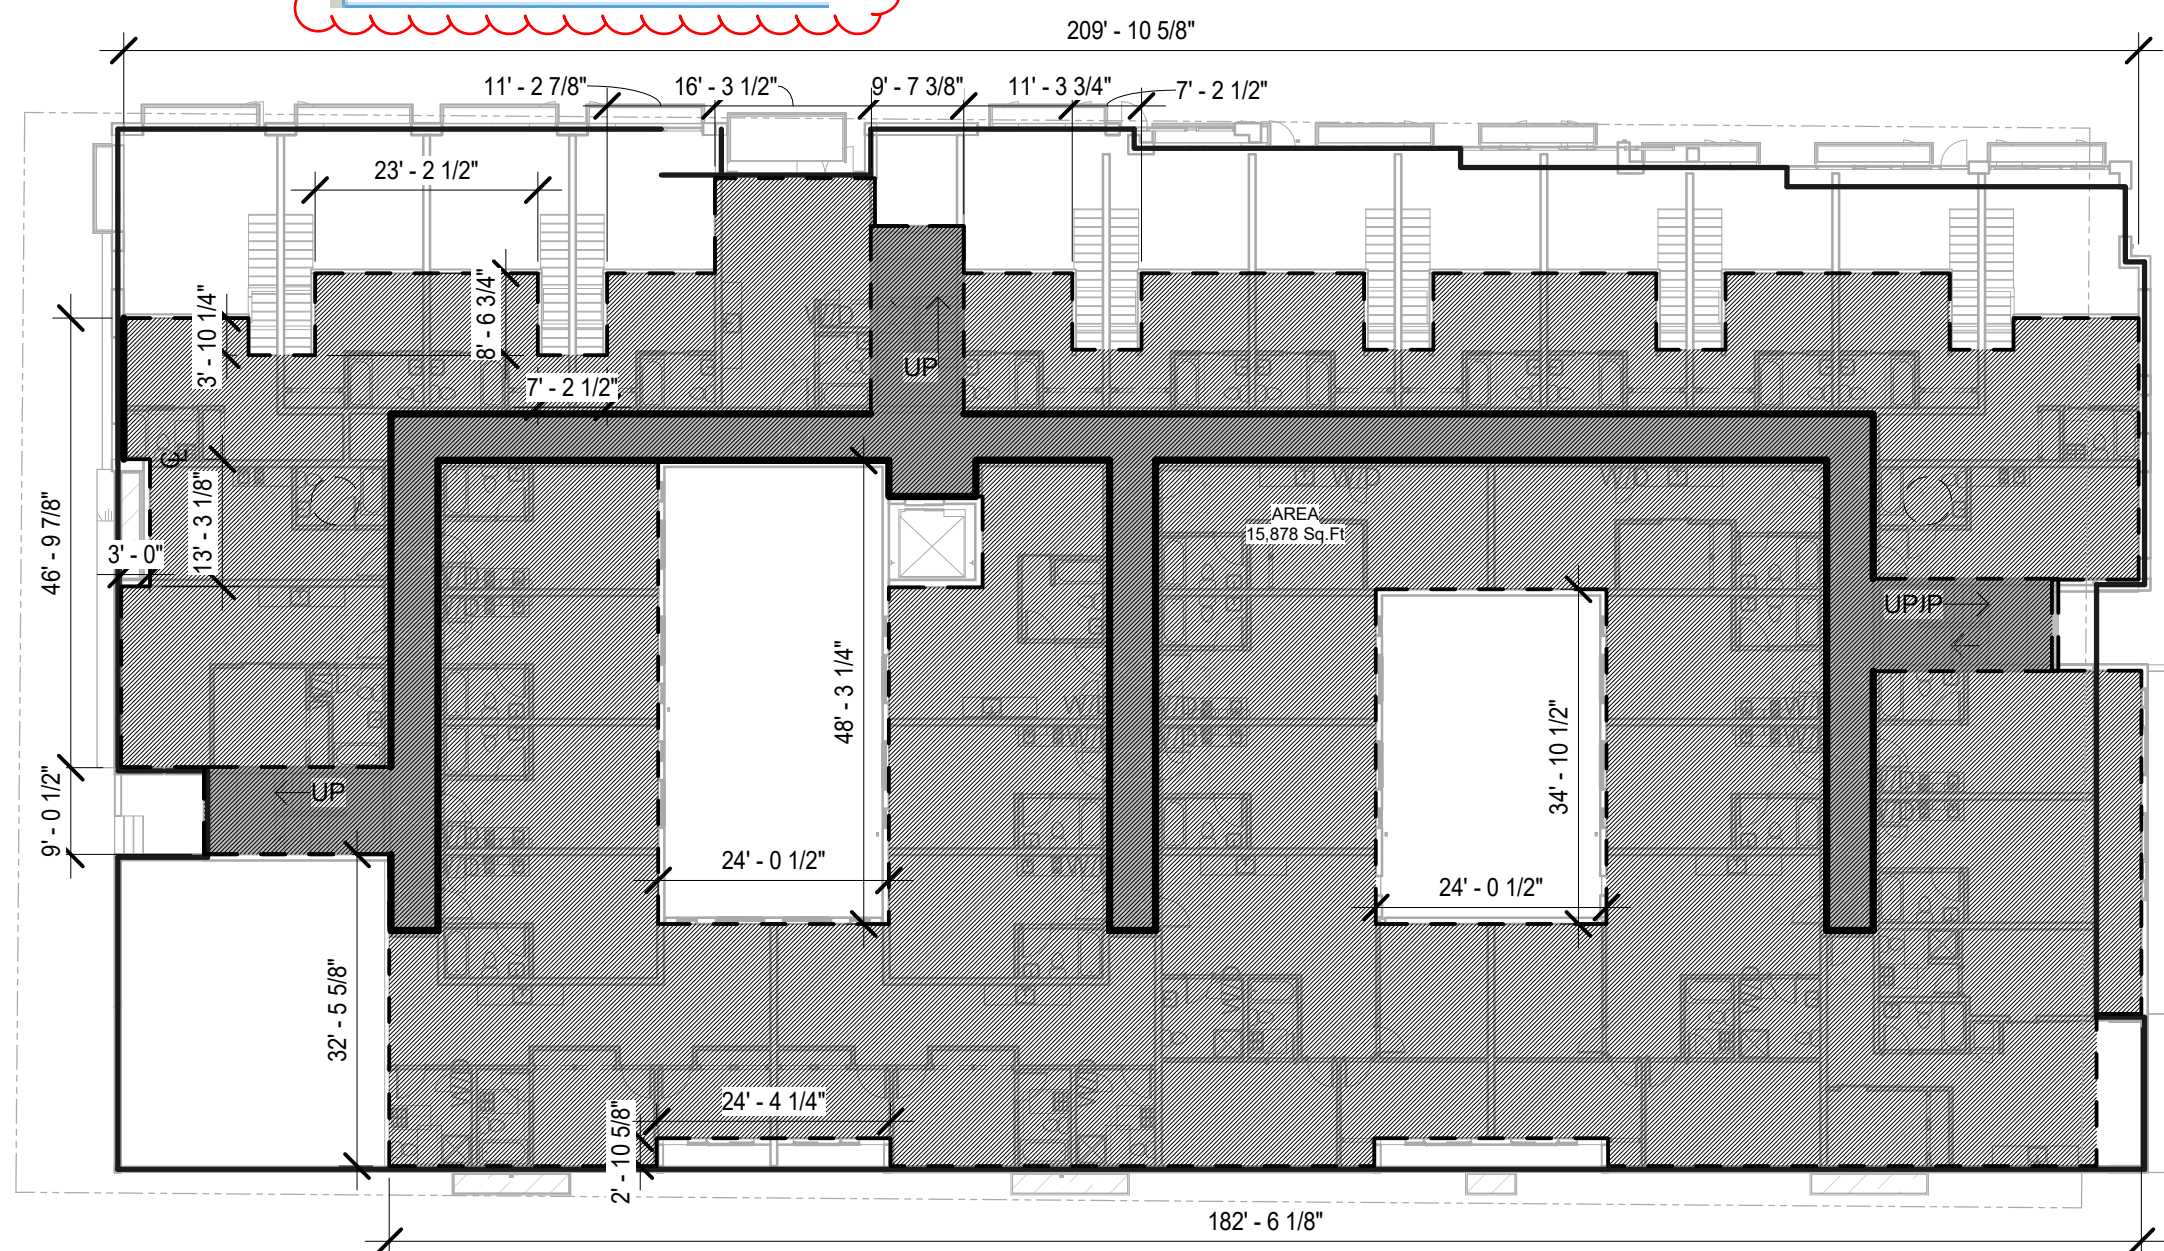 209' - 10 5/8"
11' - 2 7/8"
16' - 3 1/2"
9' - 7 3/8"
11' - 3 3/4"
7' - 2 1/2"
23' - 2 1/2"
3' - 10 1/4"
8' - 6 3/4"
W/D
UP
7' - 2 1/2"
46' - 9 7/8"
13' - 3 1/8"
3' - 0"
W/D
W/D
AREA
15,878 Sq.Ft
W/D
W/D
UP
48' - 3 1/4"
34' - 10 1/2"
W/D
W/D
W/D
9' - 0 1/2"
UP
W/D
W/D
W/D
W/D
24' - 0 1/2"
24' - 0 1/2"
32' - 5 5/8"
W/D
W/D
W/D
W/D
24' - 4 1/4"
2' - 10 5/8"
182' - 6 1/8"